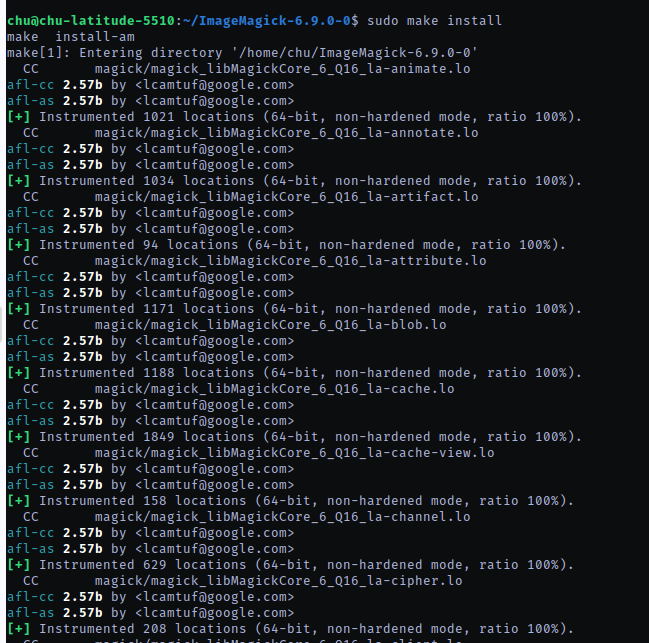 chu@chu-latitude-5510:~/ImageMagick-6.9.0-0$ sudo make install
make  install-am
make[1]: Entering directory '/home/chu/ImageMagick-6.9.0-0'
  CC       magick/magick_libMagickCore_6_Q16_la-animate.lo
afl-cc 2.57b by <lcamtuf@google.com>
afl-as 2.57b by <lcamtuf@google.com>
[+] Instrumented 1021 locations (64-bit, non-hardened mode, ratio 100%).
  CC       magick/magick_libMagickCore_6_Q16_la-annotate.lo
afl-cc 2.57b by <lcamtuf@google.com>
afl-as 2.57b by <lcamtuf@google.com>
[+] Instrumented 1034 locations (64-bit, non-hardened mode, ratio 100%).
  CC       magick/magick_libMagickCore_6_Q16_la-artifact.lo
afl-cc 2.57b by <lcamtuf@google.com>
afl-as 2.57b by <lcamtuf@google.com>
[+] Instrumented 94 locations (64-bit, non-hardened mode, ratio 100%).
  CC       magick/magick_libMagickCore_6_Q16_la-attribute.lo
afl-cc 2.57b by <lcamtuf@google.com>
afl-as 2.57b by <lcamtuf@google.com>
[+] Instrumented 1171 locations (64-bit, non-hardened mode, ratio 100%).
  CC       magick/magick_libMagickCore_6_Q16_la-blob.lo
afl-cc 2.57b by <lcamtuf@google.com>
afl-as 2.57b by <lcamtuf@google.com>
[+] Instrumented 1188 locations (64-bit, non-hardened mode, ratio 100%).
  CC       magick/magick_libMagickCore_6_Q16_la-cache.lo
afl-cc 2.57b by <lcamtuf@google.com>
afl-as 2.57b by <lcamtuf@google.com>
[+] Instrumented 1849 locations (64-bit, non-hardened mode, ratio 100%).
  CC       magick/magick_libMagickCore_6_Q16_la-cache-view.lo
afl-cc 2.57b by <lcamtuf@google.com>
afl-as 2.57b by <lcamtuf@google.com>
[+] Instrumented 158 locations (64-bit, non-hardened mode, ratio 100%).
  CC       magick/magick_libMagickCore_6_Q16_la-channel.lo
afl-cc 2.57b by <lcamtuf@google.com>
afl-as 2.57b by <lcamtuf@google.com>
[+] Instrumented 629 locations (64-bit, non-hardened mode, ratio 100%).
  CC       magick/magick_libMagickCore_6_Q16_la-cipher.lo
afl-cc 2.57b by <lcamtuf@google.com>
afl-as 2.57b by <lcamtuf@google.com>
[+] Instrumented 208 locations (64-bit, non-hardened mode, ratio 100%).